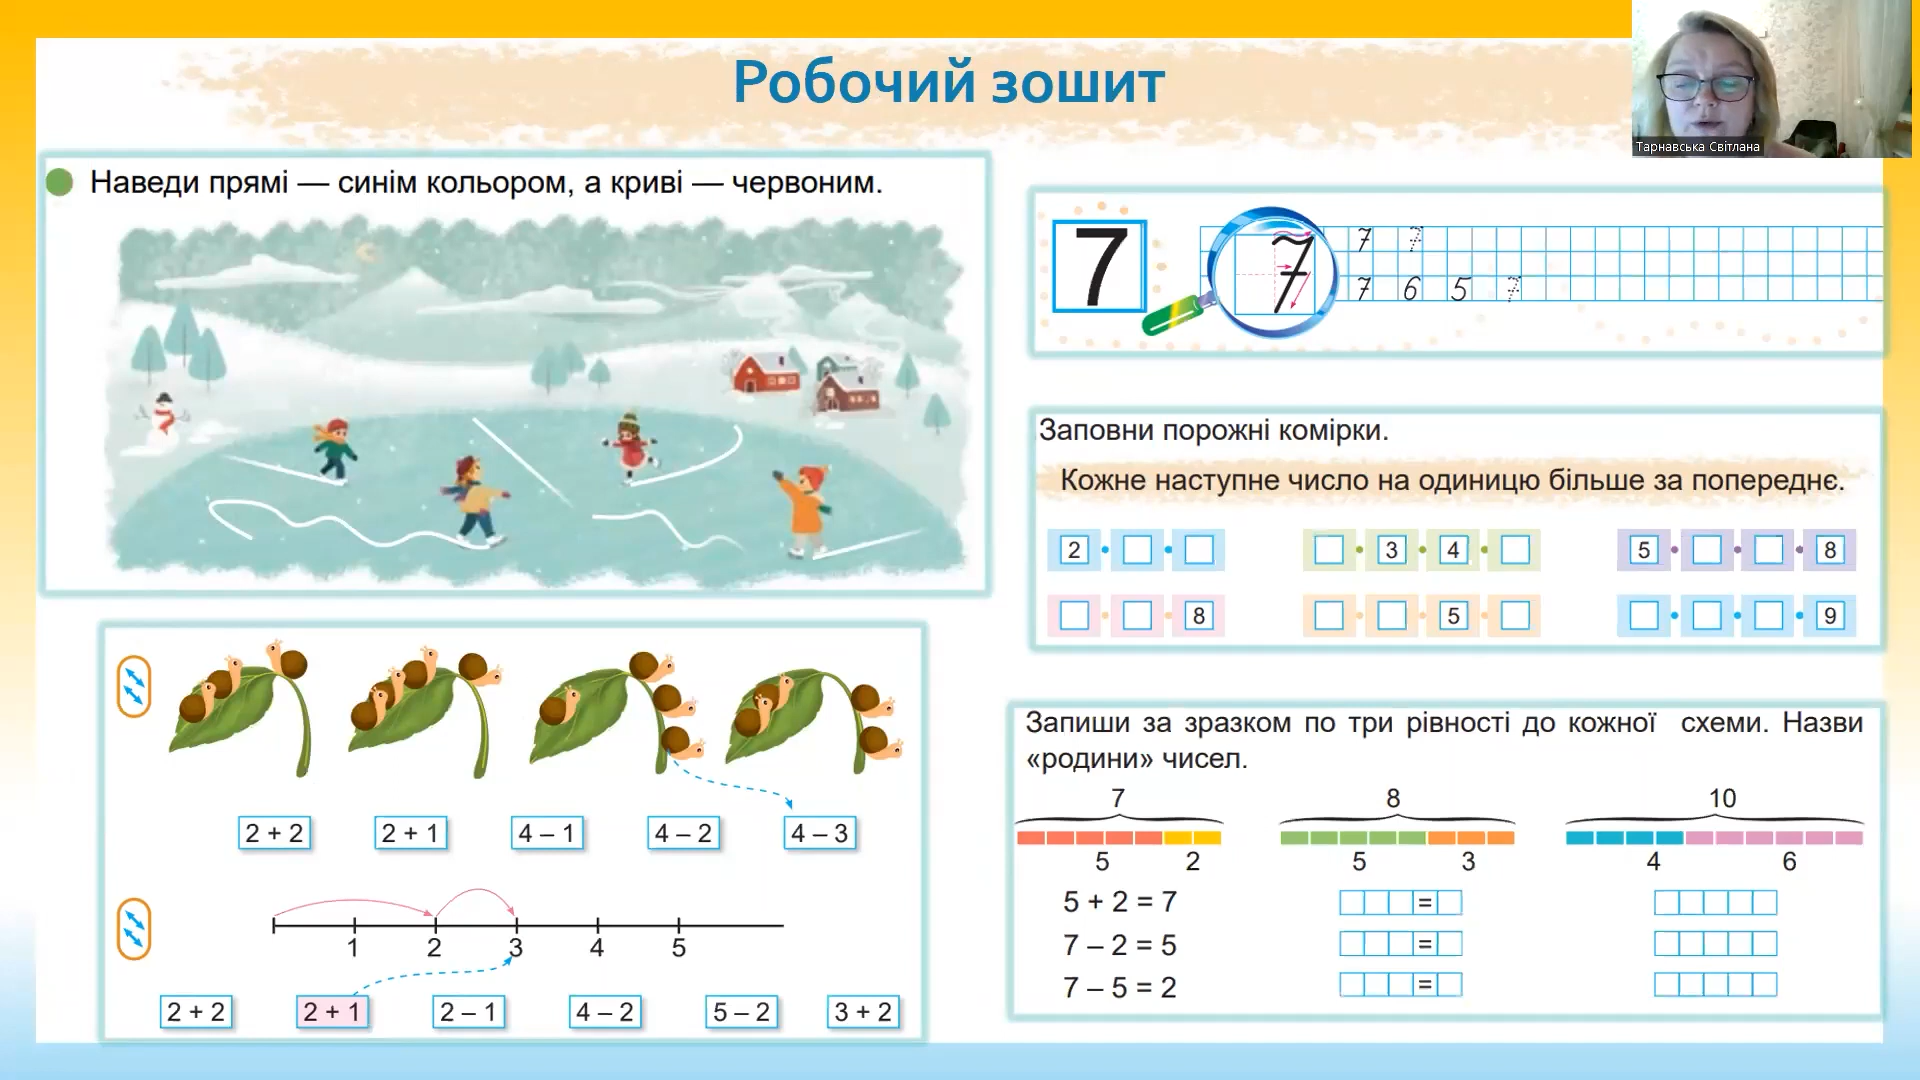 Робочий зошит
Тарнавська Світлана
Наведи прямі — синім кольором, а криві — червоним.
7 7 7 7
7 6 5 7
Заповни порожні комірки.
Кожне наступне число на одиницю більше за попереднє.
2 3 4 5 8
8 5 9
2 + 2 2 + 1 4 – 1 4 – 2 4 – 3
1 2 3 4 5
2 + 2 2 + 1 2 – 1 4 – 2 5 – 2 3 + 2
Запиши за зразком по три рівності до кожної схеми. Назви
«родини» чисел.
7 8 10
5 2 5 3 4 6
5 + 2 = 7 =
7 – 2 = 5 =
7 – 5 = 2 =